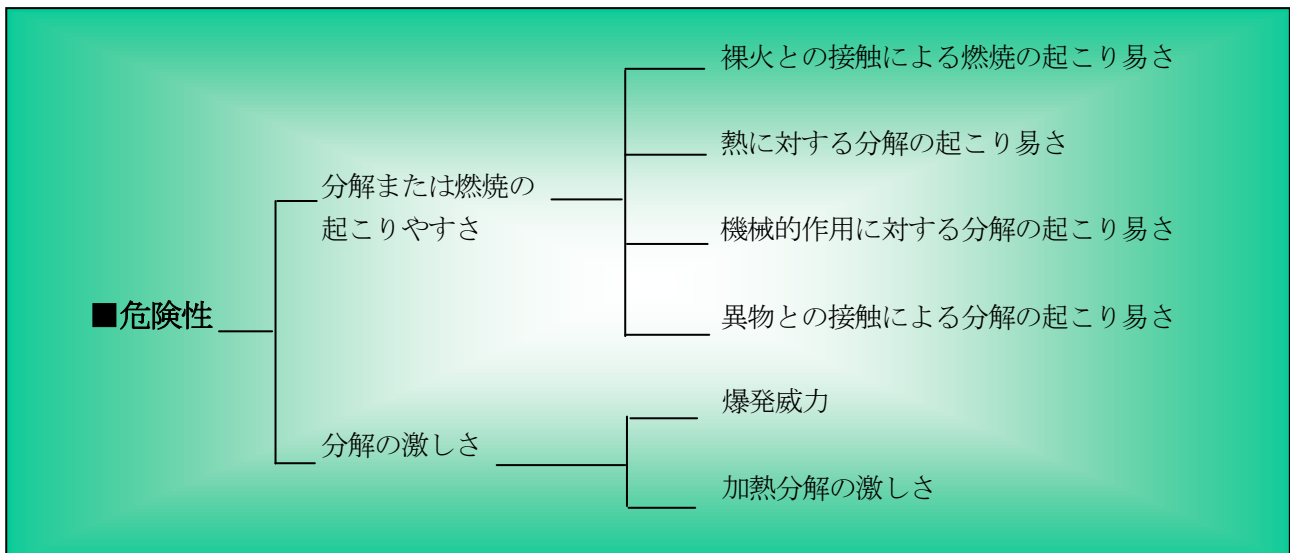 ■危険性
分解または燃焼の
起こりやすさ
裸火との接触による燃焼の起こり易さ
熱に対する分解の起こり易さ
機械的作用に対する分解の起こり易さ
異物との接触による分解の起こり易さ
分解の激しさ
爆発威力
加熱分解の激しさ